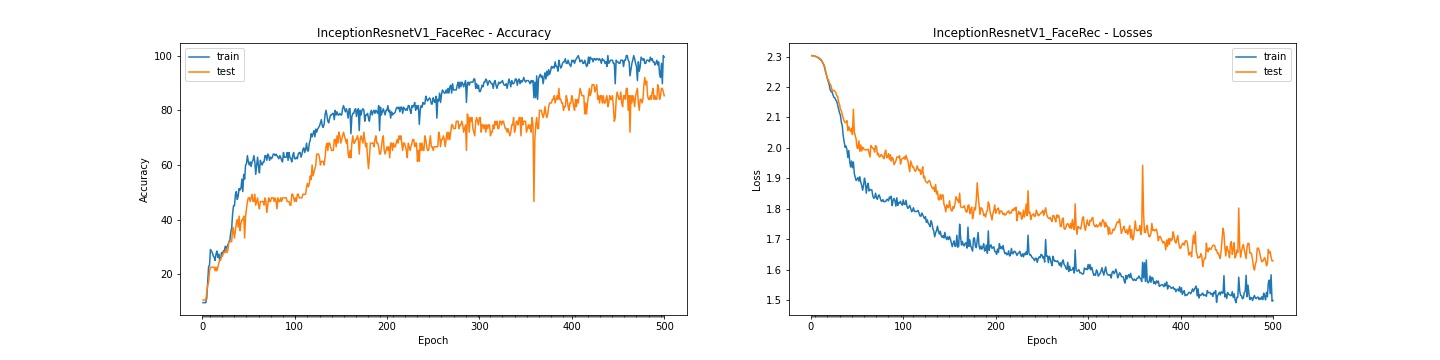 InceptionResnetV1_FaceRec - Accuracy
train
test
100
80
60
40
20
Accuracy
0
100
200
300
400
500
Epoch
InceptionResnetV1_FaceRec - Losses
train
test
2.3
2.2
2.1
2.0
1.9
1.8
1.7
1.6
1.5
Loss
0
100
200
300
400
500
Epoch